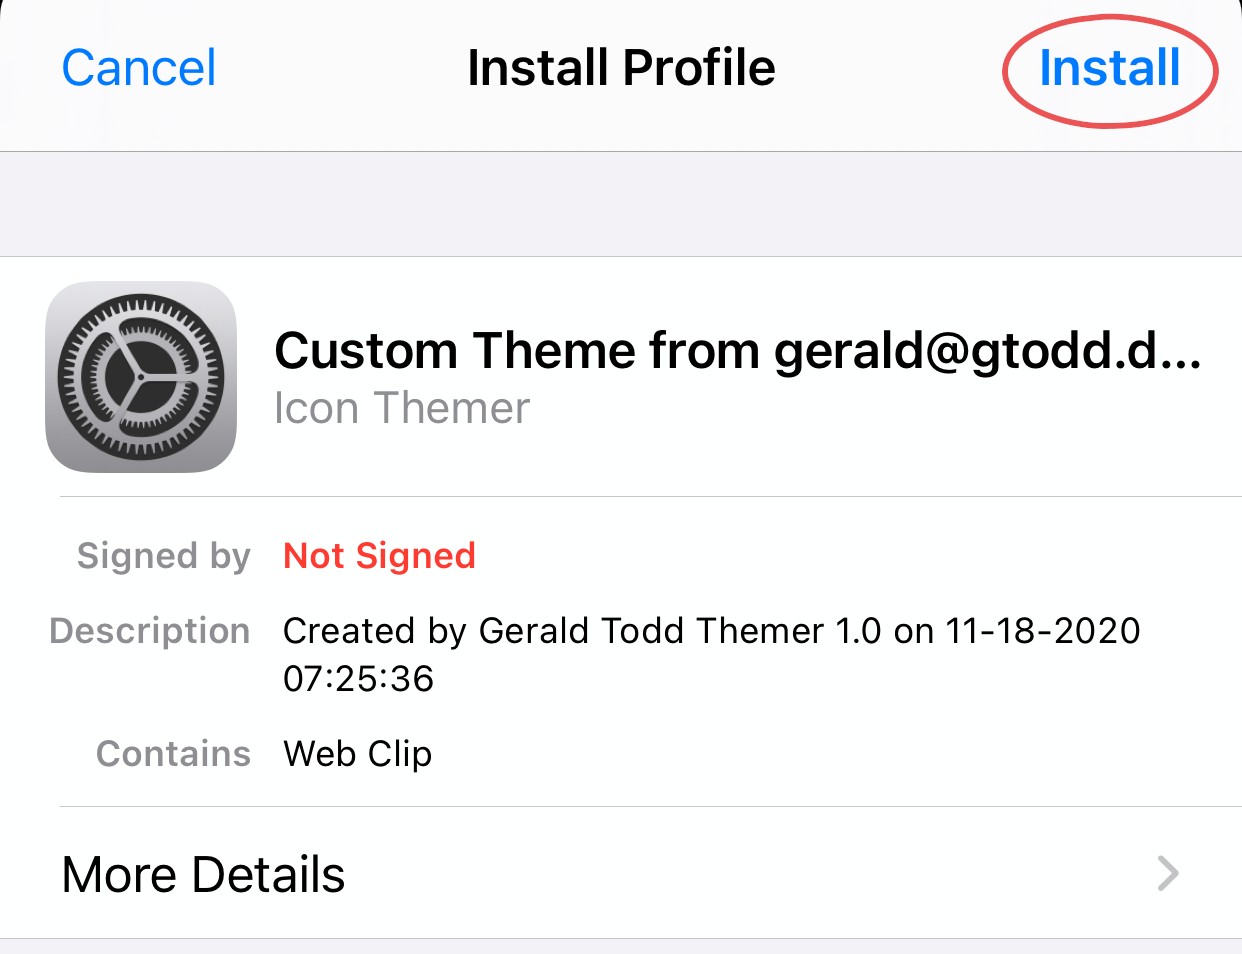 Cancel Install Profile Install
Custom Theme from gerald@gtodd.d...
Icon Themer
Signed by Not Signed
Description Created by Gerald Todd Themer 1.0 on 11-18-2020
07:25:36
Contains Web Clip
More Details